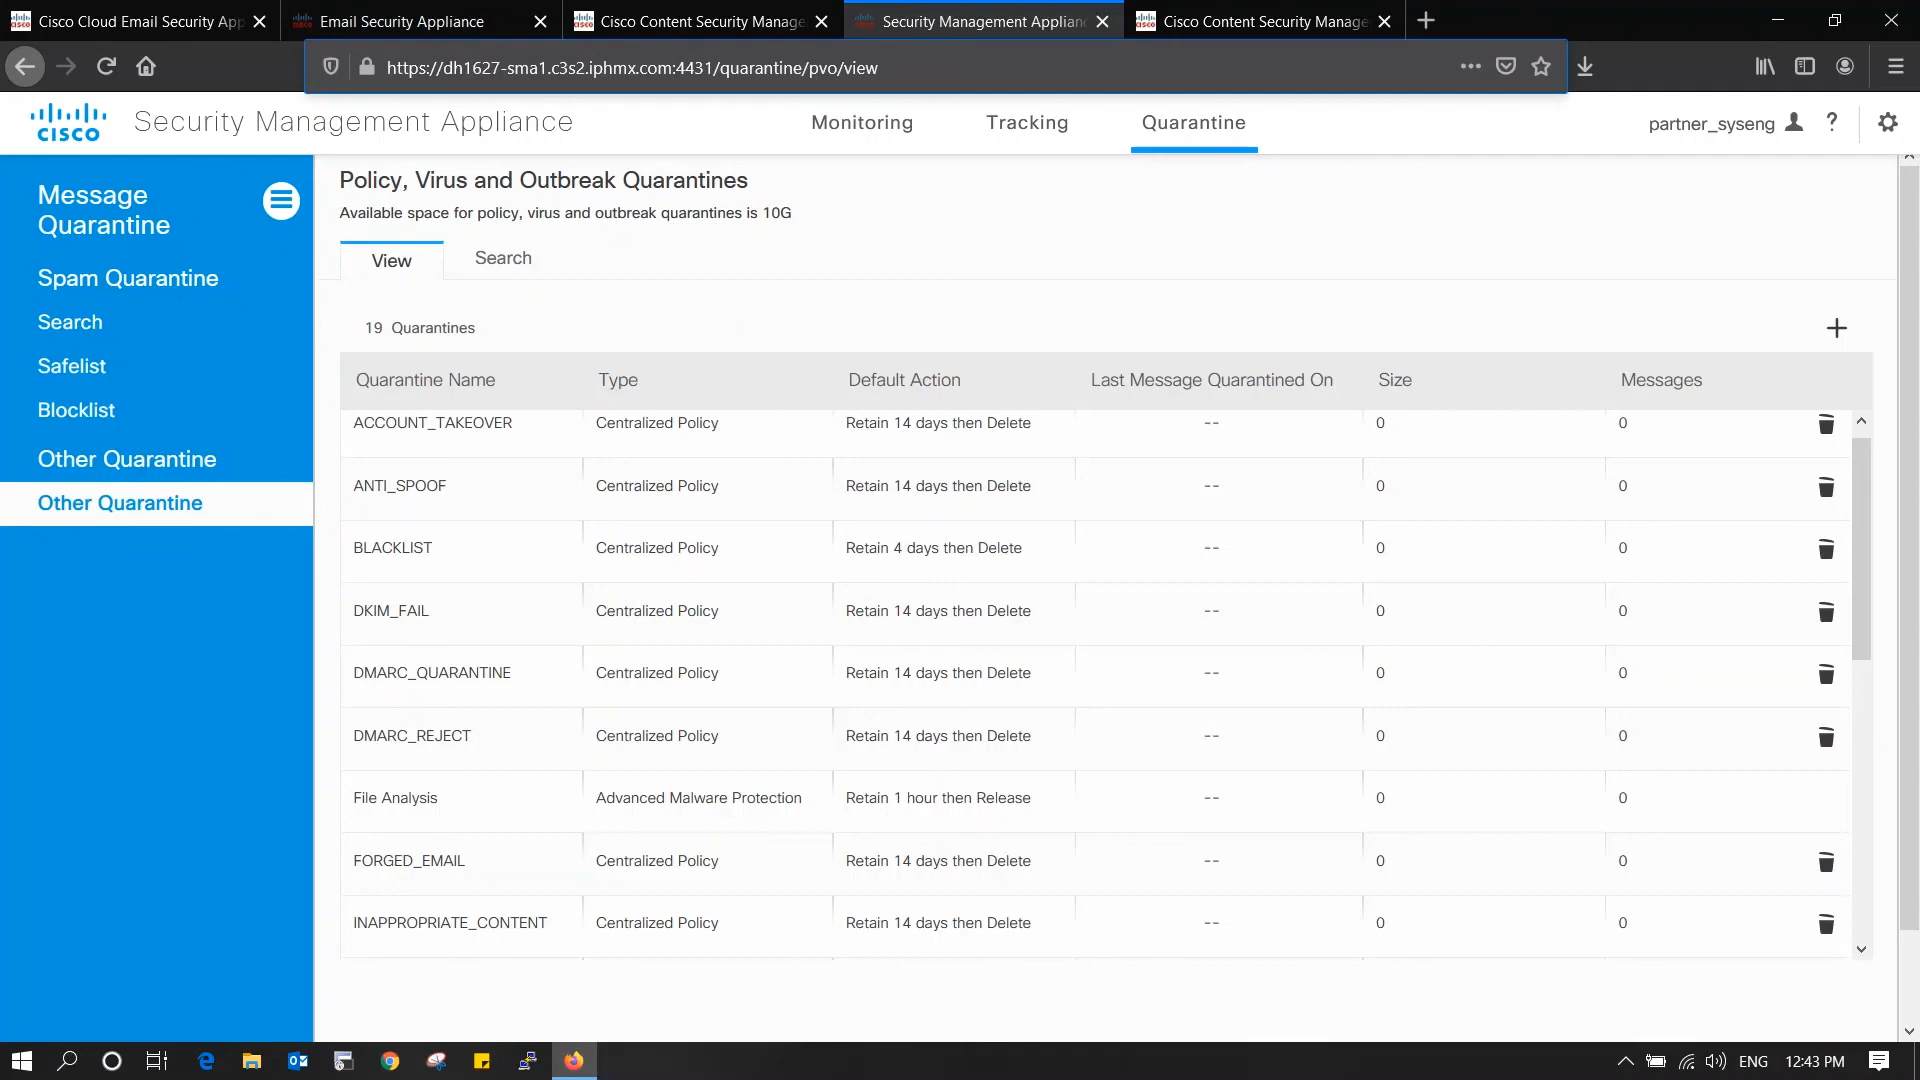 Cisco Cloud Email Security App
Email Security Appliance
Cisco Content Security Manage
Security Management Applian
Cisco Content Security Manage
https://dh1627-sma1.c3s2.iphmx.com:4431/quarantine/pvo/view
CISCO
Security Management Appliance
Monitoring
Tracking
Quarantine
partner_syseng
?
Message
Quarantine
Spam Quarantine
Search
Safelist
Blocklist
Other Quarantine
Other Quarantine
Policy, Virus and Outbreak Quarantines
Available space for policy, virus and outbreak quarantines is 10G
View
Search
19 Quarantines
Quarantine Name Type Default Action Last Message Quarantined On Size Messages
ACCOUNT_TAKEOVER Centralized Policy Retain 14 days then Delete -- 0 0
ANTI_SPOOF Centralized Policy Retain 14 days then Delete -- 0 0
BLACKLIST Centralized Policy Retain 4 days then Delete -- 0 0
DKIM_FAIL Centralized Policy Retain 14 days then Delete -- 0 0
DMARC_QUARANTINE Centralized Policy Retain 14 days then Delete -- 0 0
DMARC_REJECT Centralized Policy Retain 14 days then Delete -- 0 0
File Analysis Advanced Malware Protection Retain 1 hour then Release -- 0 0
FORGED_EMAIL Centralized Policy Retain 14 days then Delete -- 0 0
INAPPROPRIATE_CONTENT Centralized Policy Retain 14 days then Delete -- 0 0
ENG
12:43 PM